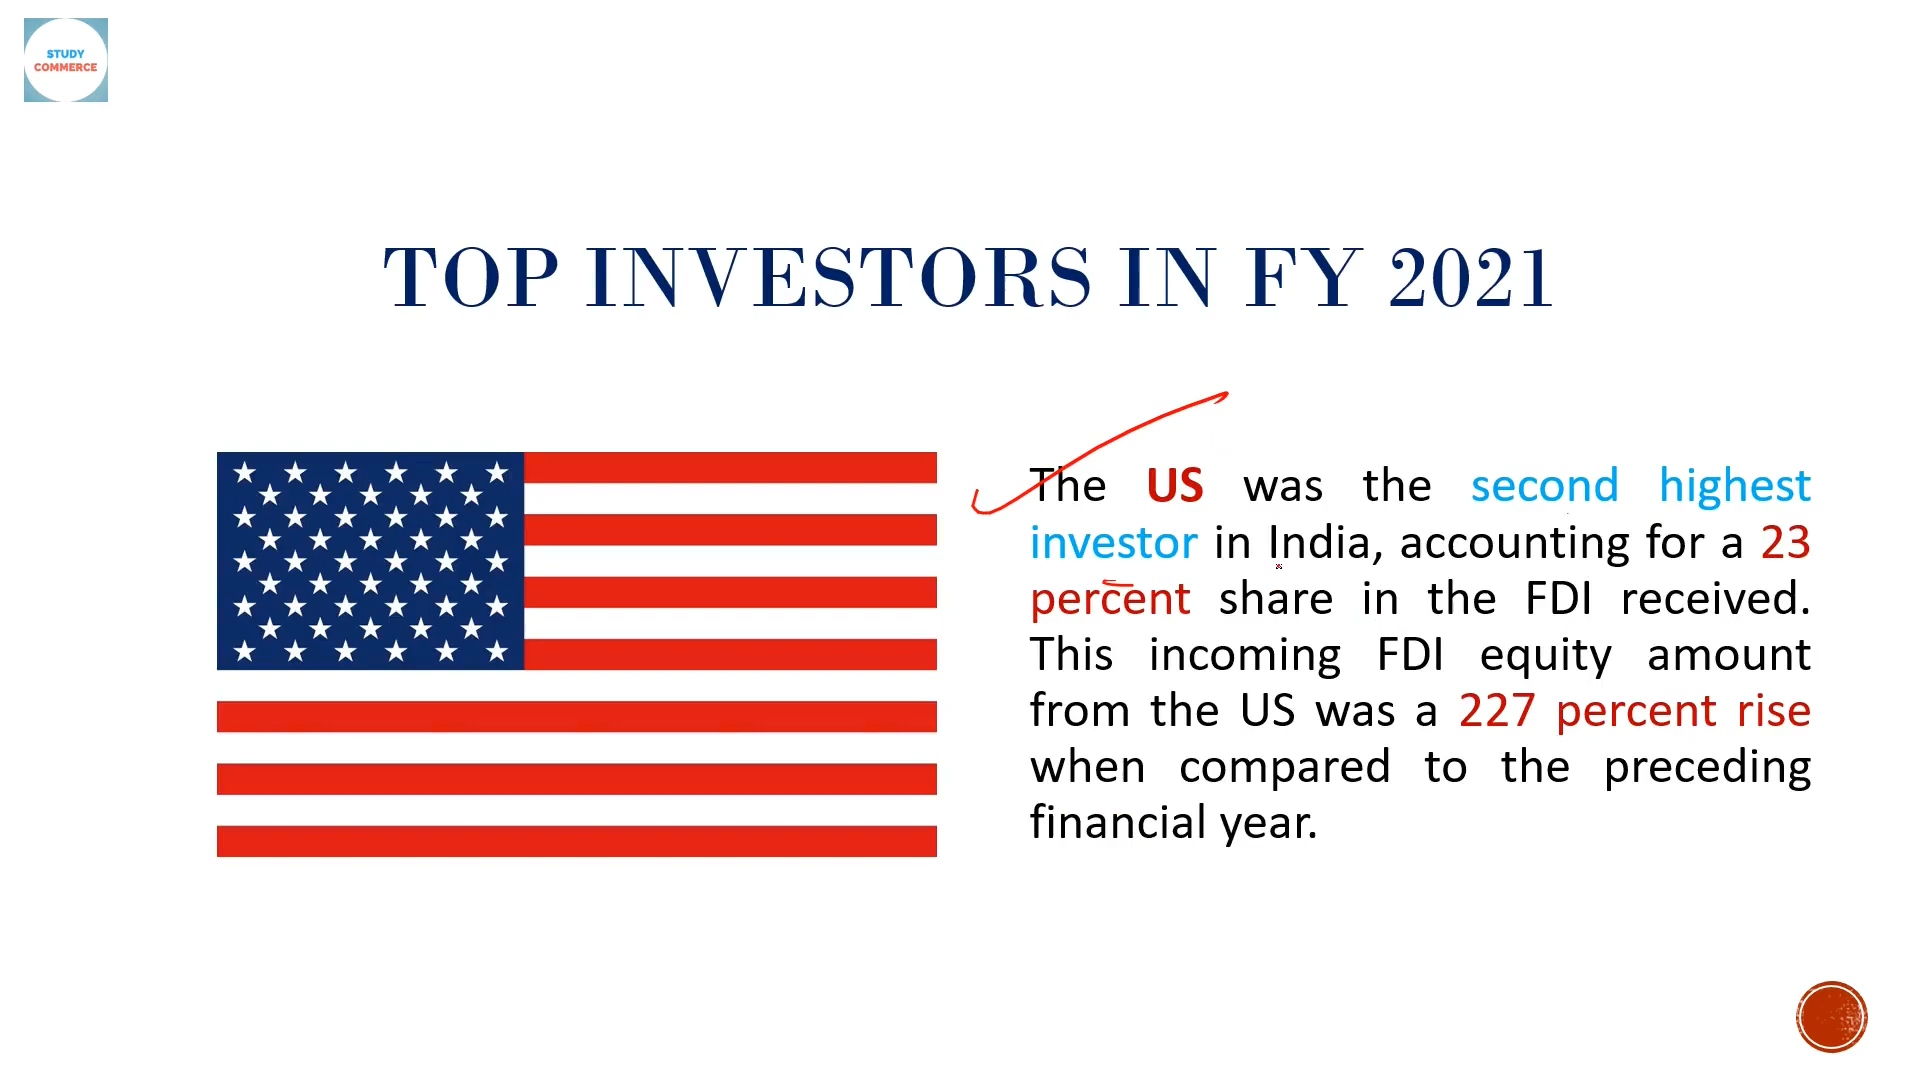 STUDY
COMMERCE
TOP INVESTORS IN FY 2021
The US was the second highest
investor in India, accounting for a 23
percent share in the FDI received.
This incoming FDI equity amount
from the US was a 227 percent rise
when compared to the preceding
financial year.